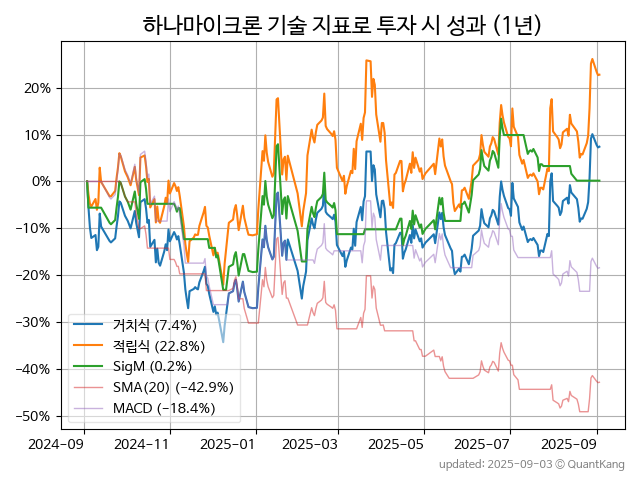 하나마이크론 기술 지표로 투자 시 성과 (1년)
20%
10%
0%
−10%
−20%
−30%
−40%
−50%
거치식 (7.4%)
적립식 (22.8%)
SigM (0.2%)
SMA(20) (−42.9%)
MACD (−18.4%)
2024-09
2024-11
2025-01
2025-03
2025-05
2025-07
2025-09
updated: 2025-09-03 ⓒ QuantKang